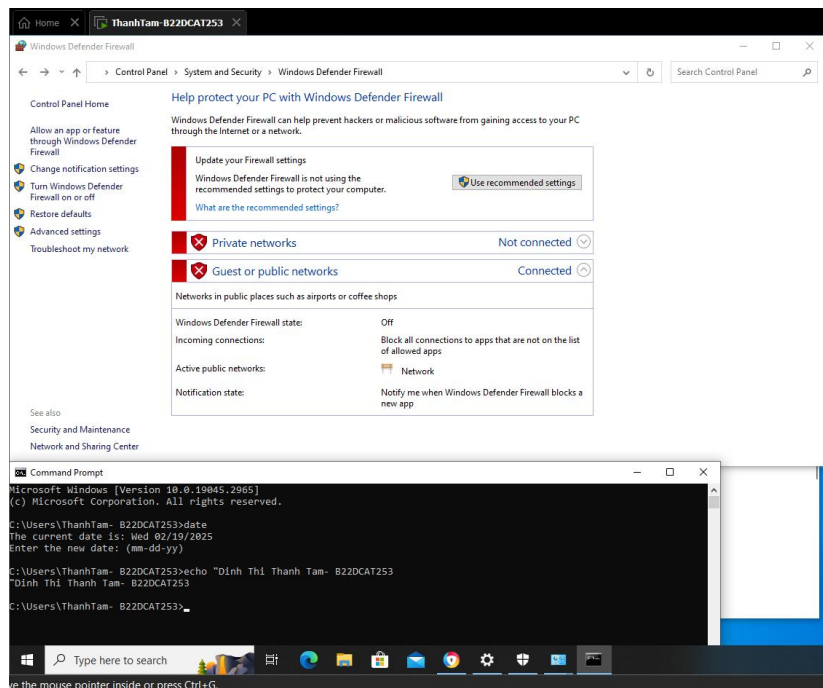 Home
ThanhTam-B22DCAT253
Windows Defender Firewall
Control Panel > System and Security > Windows Defender Firewall
Search Control Panel
Control Panel Home
Allow an app or feature
through Windows Defender
Firewall
Change notification settings
Turn Windows Defender
Firewall on or off
Restore defaults
Advanced settings
Troubleshoot my network
See also
Security and Maintenance
Network and Sharing Center
Help protect your PC with Windows Defender Firewall
Windows Defender Firewall can help prevent hackers or malicious software from gaining access to your PC
through the Internet or a network.
Update your Firewall settings
Windows Defender Firewall is not using the
recommended settings to protect your computer.
Use recommended settings
What are the recommended settings?
Private networks Not connected
Guest or public networks Connected
Networks in public places such as airports or coffee shops
Windows Defender Firewall state: Off
Incoming connections: Block all connections to apps that are not on the list
of allowed apps
Active public networks: Network
Notification state: Notify me when Windows Defender Firewall blocks a
new app
Command Prompt
Microsoft Windows [Version 10.0.19045.2965]
(c) Microsoft Corporation. All rights reserved.
C:\Users\ThanhTam- B22DCAT253>date
The current date is: Wed 02/19/2025
Enter the new date: (mm-dd-yy)
C:\Users\ThanhTam- B22DCAT253>echo "Dinh Thi Thanh Tam- B22DCAT253
"Dinh Thi Thanh Tam- B22DCAT253
C:\Users\ThanhTam- B22DCAT253>
Type here to search
the mouse pointer inside or press Ctrl+G.